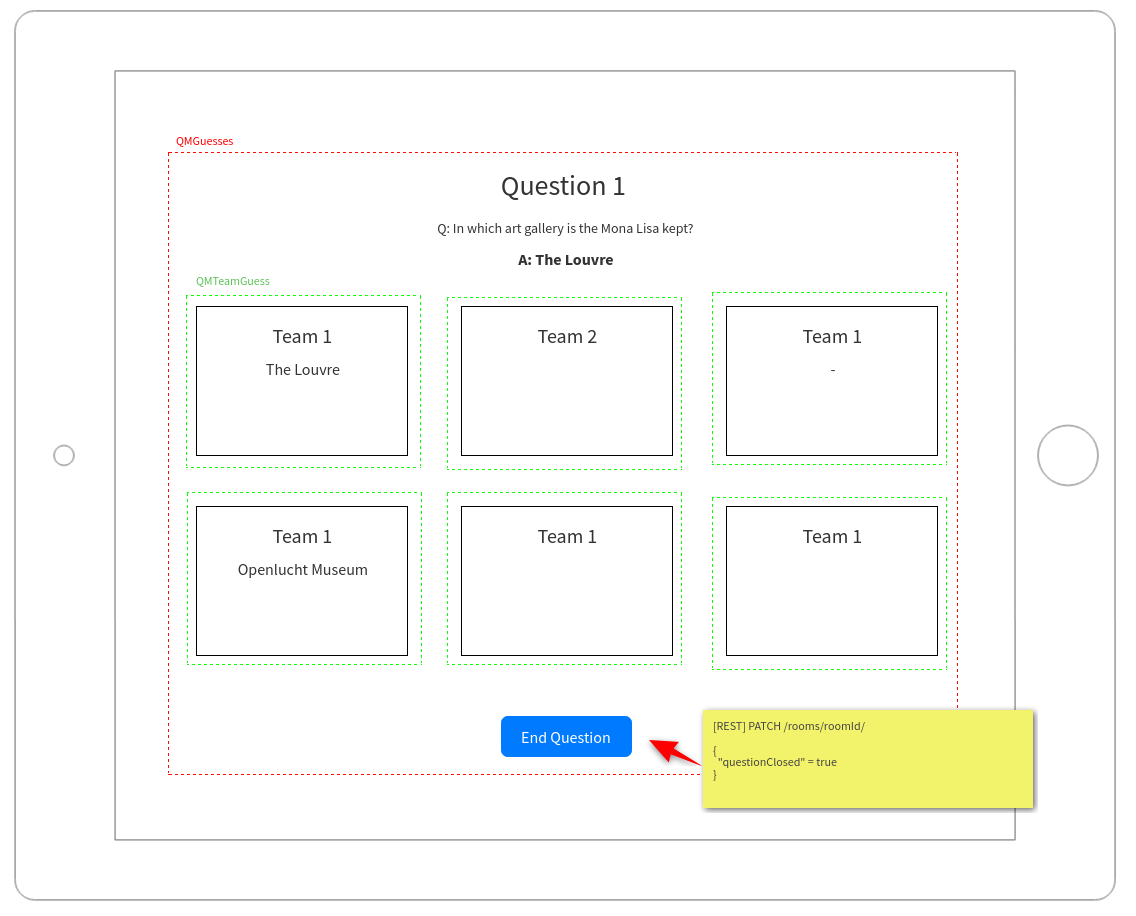 QMGuesses
Question 1
Q: In which art gallery is the Mona Lisa kept?
A: The Louvre
QMTeamGuess
Team 1
The Louvre
Team 2
Team 1
-
Team 1
Openlucht Museum
Team 1
Team 1
End Question
[REST] PATCH /rooms/roomId/
{
"questionClosed" = true
}